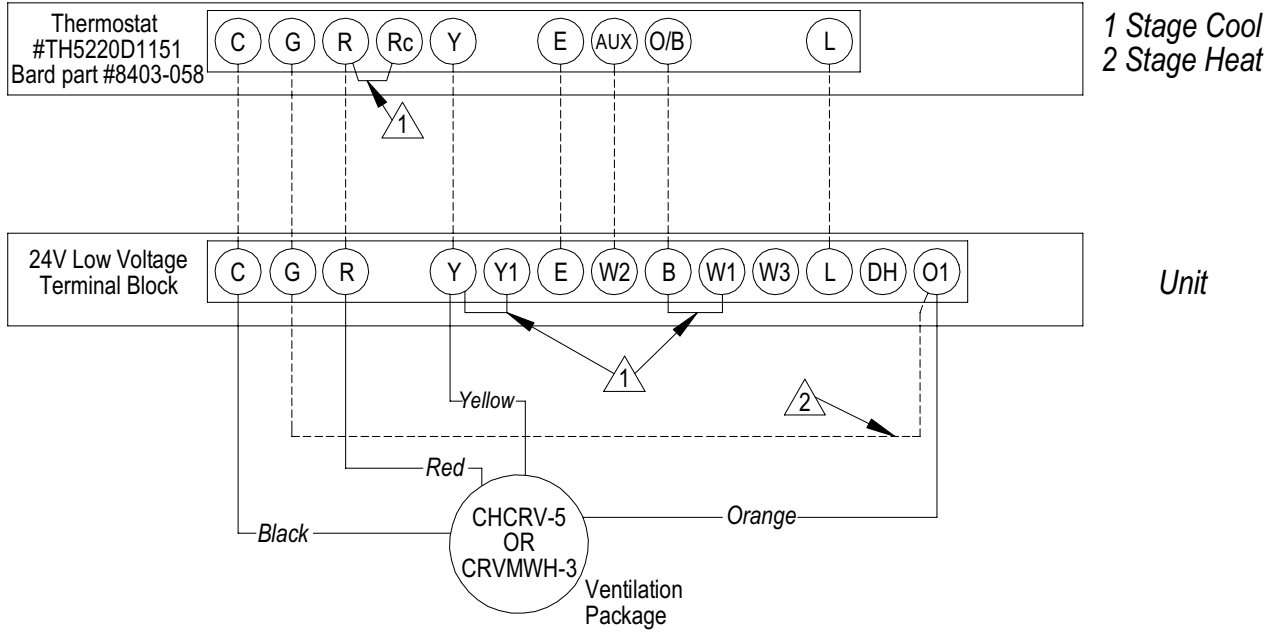 Thermostat
#TH5220D1151
Bard part #8403-058
C G R Rc Y E AUX O/B L
1 Stage Cool
2 Stage Heat
1
24V Low Voltage
Terminal Block
C G R Y Y1 E W2 B W1 W3 L DH O1
Unit
1
2
Yellow
Red
Black
Orange
CHCRV-5
OR
CRVMWH-3
Ventilation
Package